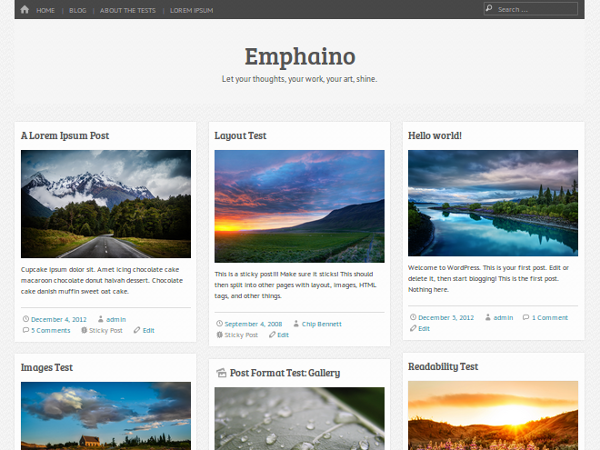 HOME | BLOG | ABOUT THE TESTS | LOREM IPSUM
Search ...
Emphaino
Let your thoughts, your work, your art, shine.
A Lorem Ipsum Post
Cupcake ipsum dolor sit. Amet icing chocolate cake
macaroon chocolate donut halvah dessert. Chocolate
cake danish muffin sweet oat cake.
December 4, 2012 admin
5 Comments Sticky Post Edit
Images Test
Layout Test
This is a sticky post!!! Make sure it sticks! This should
then split into other pages with layout, images, HTML
tags, and other things.
September 4, 2008 Chip Bennett
Sticky Post Edit
Post Format Test: Gallery
Hello world!
Welcome to WordPress. This is your first post. Edit or
delete it, then start blogging! This is the first post.
Nothing here.
December 5, 2012 admin 1 Comment
Edit
Readability Test